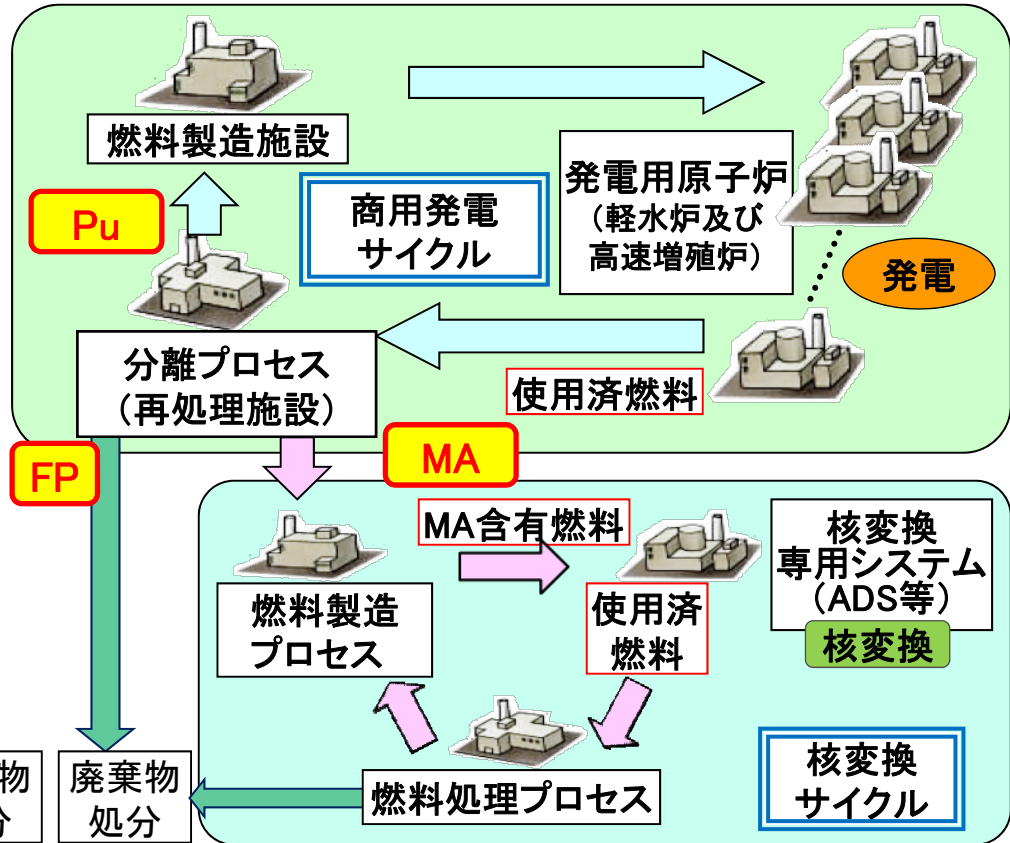 燃料製造施設
Pu
商用発電
サイクル
発電用原子炉
（軽水炉及び
高速増殖炉）
発電
分離プロセス
（再処理施設）
使用済燃料
FP
MA
MA含有燃料
核変換
専用システム
（ADS等）
核変換
燃料製造
プロセス
使用済
燃料
核変換
サイクル
燃料処理プロセス
廃棄物
処分
物